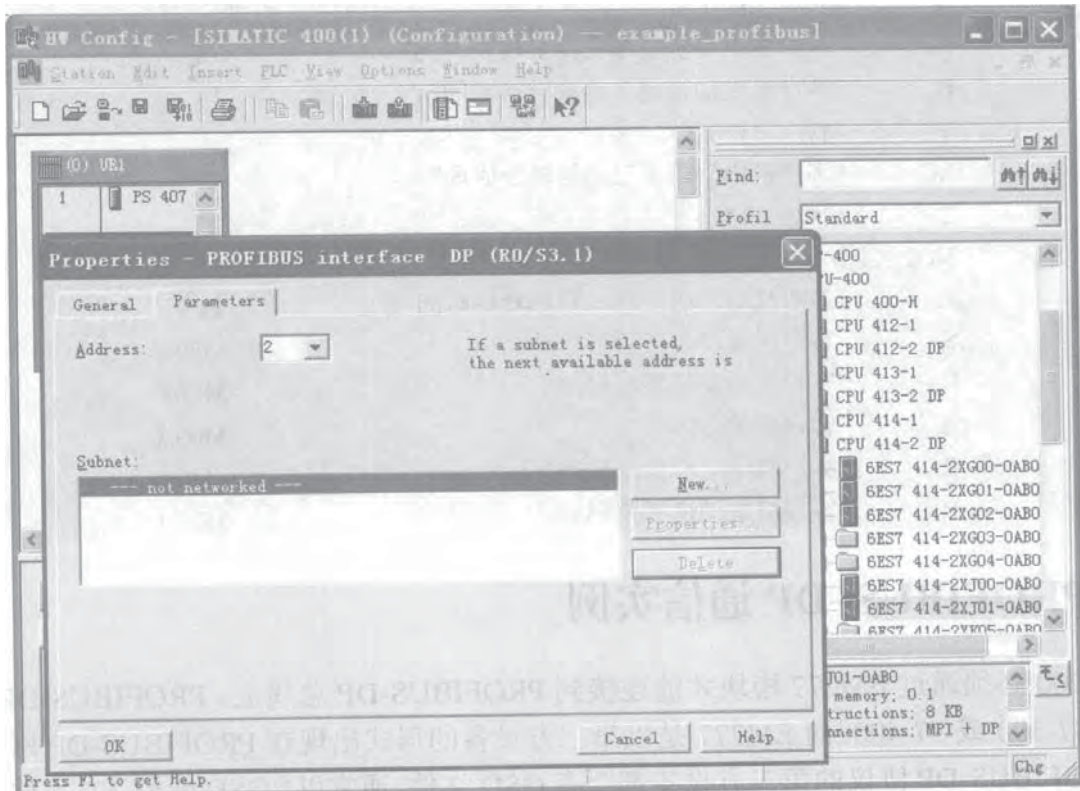 HW Config - [SIMATIC 400(1) (Configuration) -- example_profibus]
Station Edit Insert PLC View Options Window Help
(0) UR1
1 PS 407
Find:
Profil Standard
Properties - PROFIBUS interface DP (R0/S3.1)
General Parameters
Address: 2
If a subnet is selected,
the next available address is
Subnet:
--- not networked ---
New...
Properties...
Delete
OK Cancel Help
-400
U-400
CPU 400-H
CPU 412-1
CPU 412-2 DP
CPU 413-1
CPU 413-2 DP
CPU 414-1
CPU 414-2 DP
6ES7 414-2XG00-0AB0
6ES7 414-2XG01-0AB0
6ES7 414-2XG02-0AB0
6ES7 414-2XG03-0AB0
6ES7 414-2XG04-0AB0
6ES7 414-2XJ00-0AB0
6ES7 414-2XJ01-0AB0
J01-0AB0
memory; 0.1
tructions; 8 KB
nnections; MPI + DP
Press F1 to get Help.
Chg